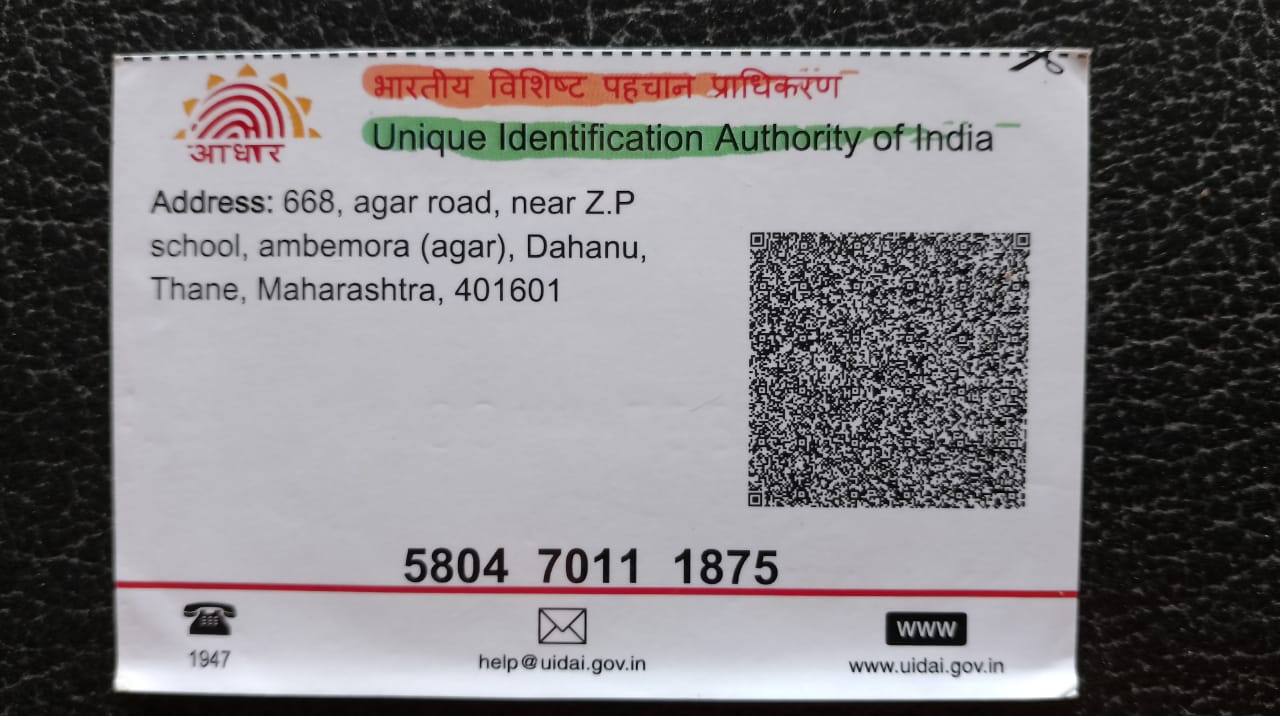 आधार
भारतीय विशिष्ट पहचान प्राधिकरण
Unique Identification Authority of India
Address: 668, agar road, near Z.P
school, ambemora (agar), Dahanu,
Thane, Maharashtra, 401601
5804 7011 1875
1947
help@uidai.gov.in
www
www.uidai.gov.in